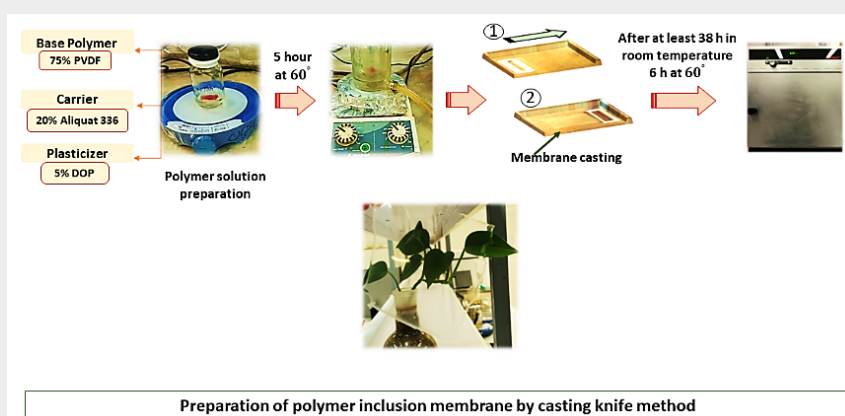 Base Polymer
75% PVDF
Carrier
20% Aliquat 336
Plasticizer
5% DOP
Polymer solution
preparation
5 hour
at 60°
①
②
Membrane casting
After at least 38 h in
room temperature
6 h at 60°
Preparation of polymer inclusion membrane by casting knife method